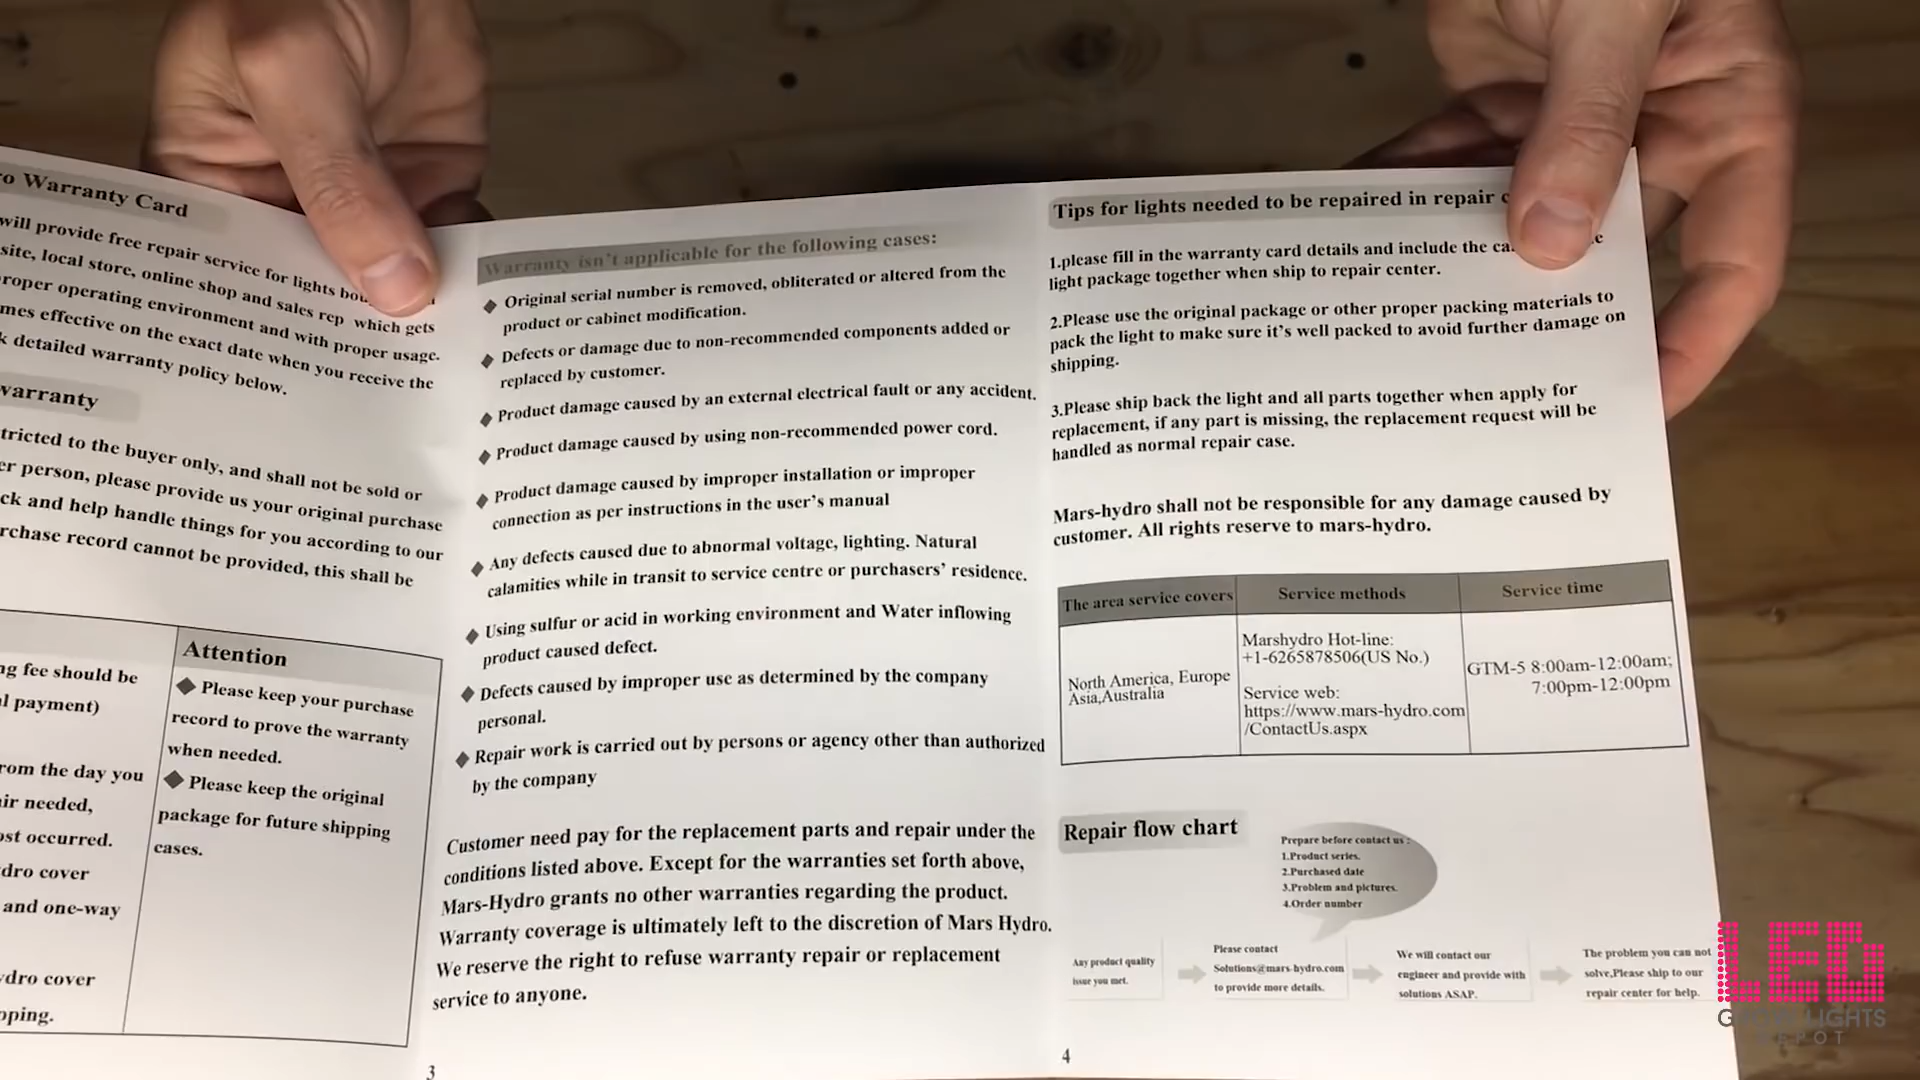 o Warranty Card
will provide free repair service for lights
site, local store, online shop and sales rep which gets
roper operating environment and with proper usage.
mes effective on the exact date when you receive the
k detailed warranty policy below.
warranty
tricted to the buyer only, and shall not be sold or
er person, please provide us your original purchase
ck and help handle things for you according to our
rchase record cannot be provided, this shall be
ng fee should be
l payment)
rom the day you
ir needed,
ost occurred.
dro cover
and one-way
ydro cover
pping.
Attention
◆ Please keep your purchase
record to prove the warranty
when needed.
◆ Please keep the original
package for future shipping
cases.
3
Warranty isn't applicable for the following cases:
◆ Original serial number is removed, obliterated or altered from the
product or cabinet modification.
◆ Defects or damage due to non-recommended components added or
replaced by customer.
◆ Product damage caused by an external electrical fault or any accident.
◆ Product damage caused by using non-recommended power cord.
◆ Product damage caused by improper installation or improper
connection as per instructions in the user's manual
◆ Any defects caused due to abnormal voltage, lighting. Natural
calamities while in transit to service centre or purchasers' residence.
◆ Using sulfur or acid in working environment and Water inflowing
product caused defect.
◆ Defects caused by improper use as determined by the company
personal.
◆ Repair work is carried out by persons or agency other than authorized
by the company
Customer need pay for the replacement parts and repair under the
conditions listed above. Except for the warranties set forth above,
Mars-Hydro grants no other warranties regarding the product.
Warranty coverage is ultimately left to the discretion of Mars Hydro.
We reserve the right to refuse warranty repair or replacement
service to anyone.
Tips for lights needed to be repaired in repair
1.please fill in the warranty card details and include the
light package together when ship to repair center.
2.Please use the original package or other proper packing materials to
pack the light to make sure it's well packed to avoid further damage on
shipping.
3.Please ship back the light and all parts together when apply for
replacement, if any part is missing, the replacement request will be
handled as normal repair case.
Mars-hydro shall not be responsible for any damage caused by
customer. All rights reserve to mars-hydro.
The area service covers
Service methods
Service time
North America, Europe
Asia,Australia
Marshydro Hot-line:
+1-6265878506(US No.)
Service web:
https://www.mars-hydro.com
/ContactUs.aspx
GTM-5 8:00am-12:00am;
7:00pm-12:00pm
Repair flow chart
Prepare before contact us :
1.Product series.
2.Purchased date
3.Problem and pictures.
4.Order number
Any product quality
issue you met.
Please contact
Solutions@mars-hydro.com
to provide more details.
We will contact our
engineer and provide with
solutions ASAP.
The problem you can not
solve,Please ship to our
repair center for help.
4
LED
GROW LIGHTS
DEPOT